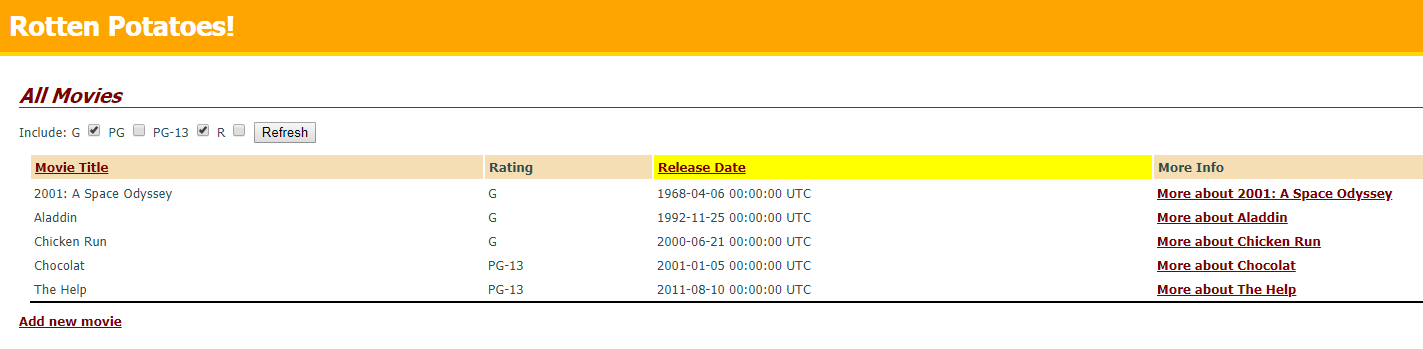 Rotten Potatoes!
All Movies
Include: G PG PG-13 R Refresh
Movie Title Rating Release Date More Info
2001: A Space Odyssey G 1968-04-06 00:00:00 UTC More about 2001: A Space Odyssey
Aladdin G 1992-11-25 00:00:00 UTC More about Aladdin
Chicken Run G 2000-06-21 00:00:00 UTC More about Chicken Run
Chocolat PG-13 2001-01-05 00:00:00 UTC More about Chocolat
The Help PG-13 2011-08-10 00:00:00 UTC More about The Help
Add new movie